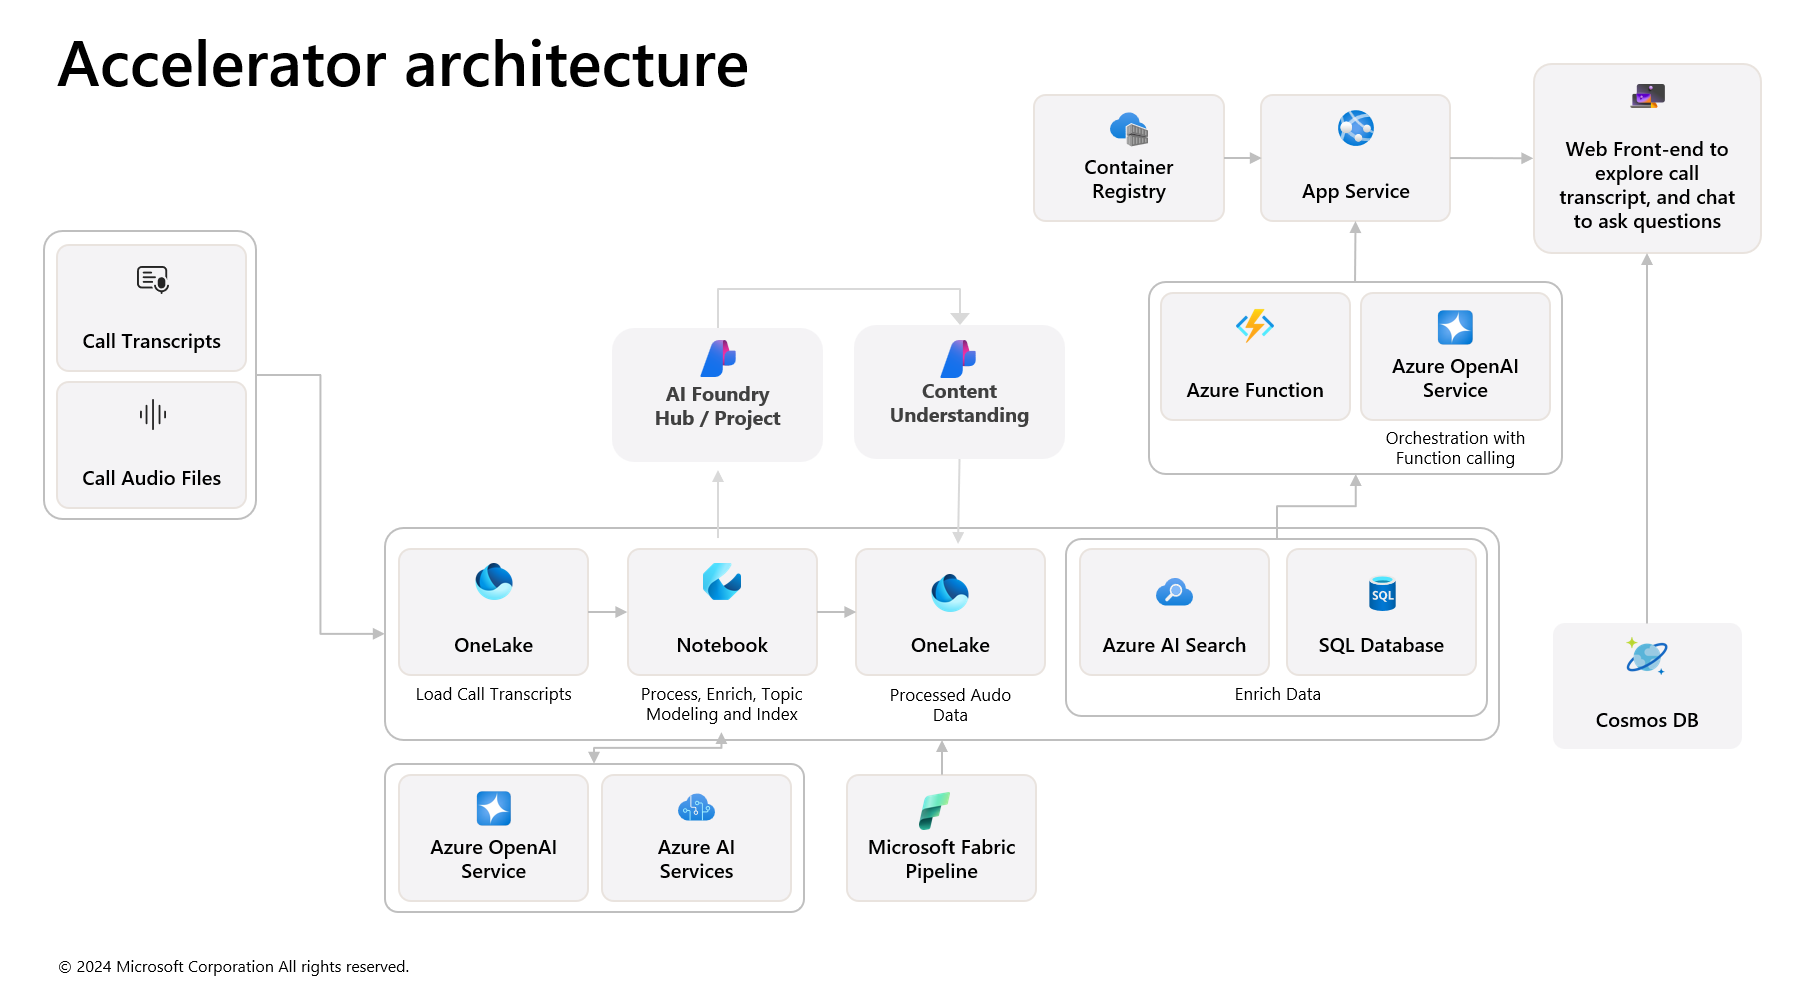 Accelerator architecture
Container
Registry
App Service
Web Front-end to
explore call
transcript, and chat
to ask questions
Call Transcripts
Call Audio Files
AI Foundry
Hub / Project
Content
Understanding
Azure Function
Azure OpenAI
Service
Orchestration with
Function calling
OneLake
Load Call Transcripts
Notebook
Process, Enrich, Topic
Modeling and Index
OneLake
Processed Audo
Data
Azure AI Search
SQL
SQL Database
Enrich Data
Cosmos DB
Azure OpenAI
Service
Azure AI
Services
Microsoft Fabric
Pipeline
© 2024 Microsoft Corporation All rights reserved.